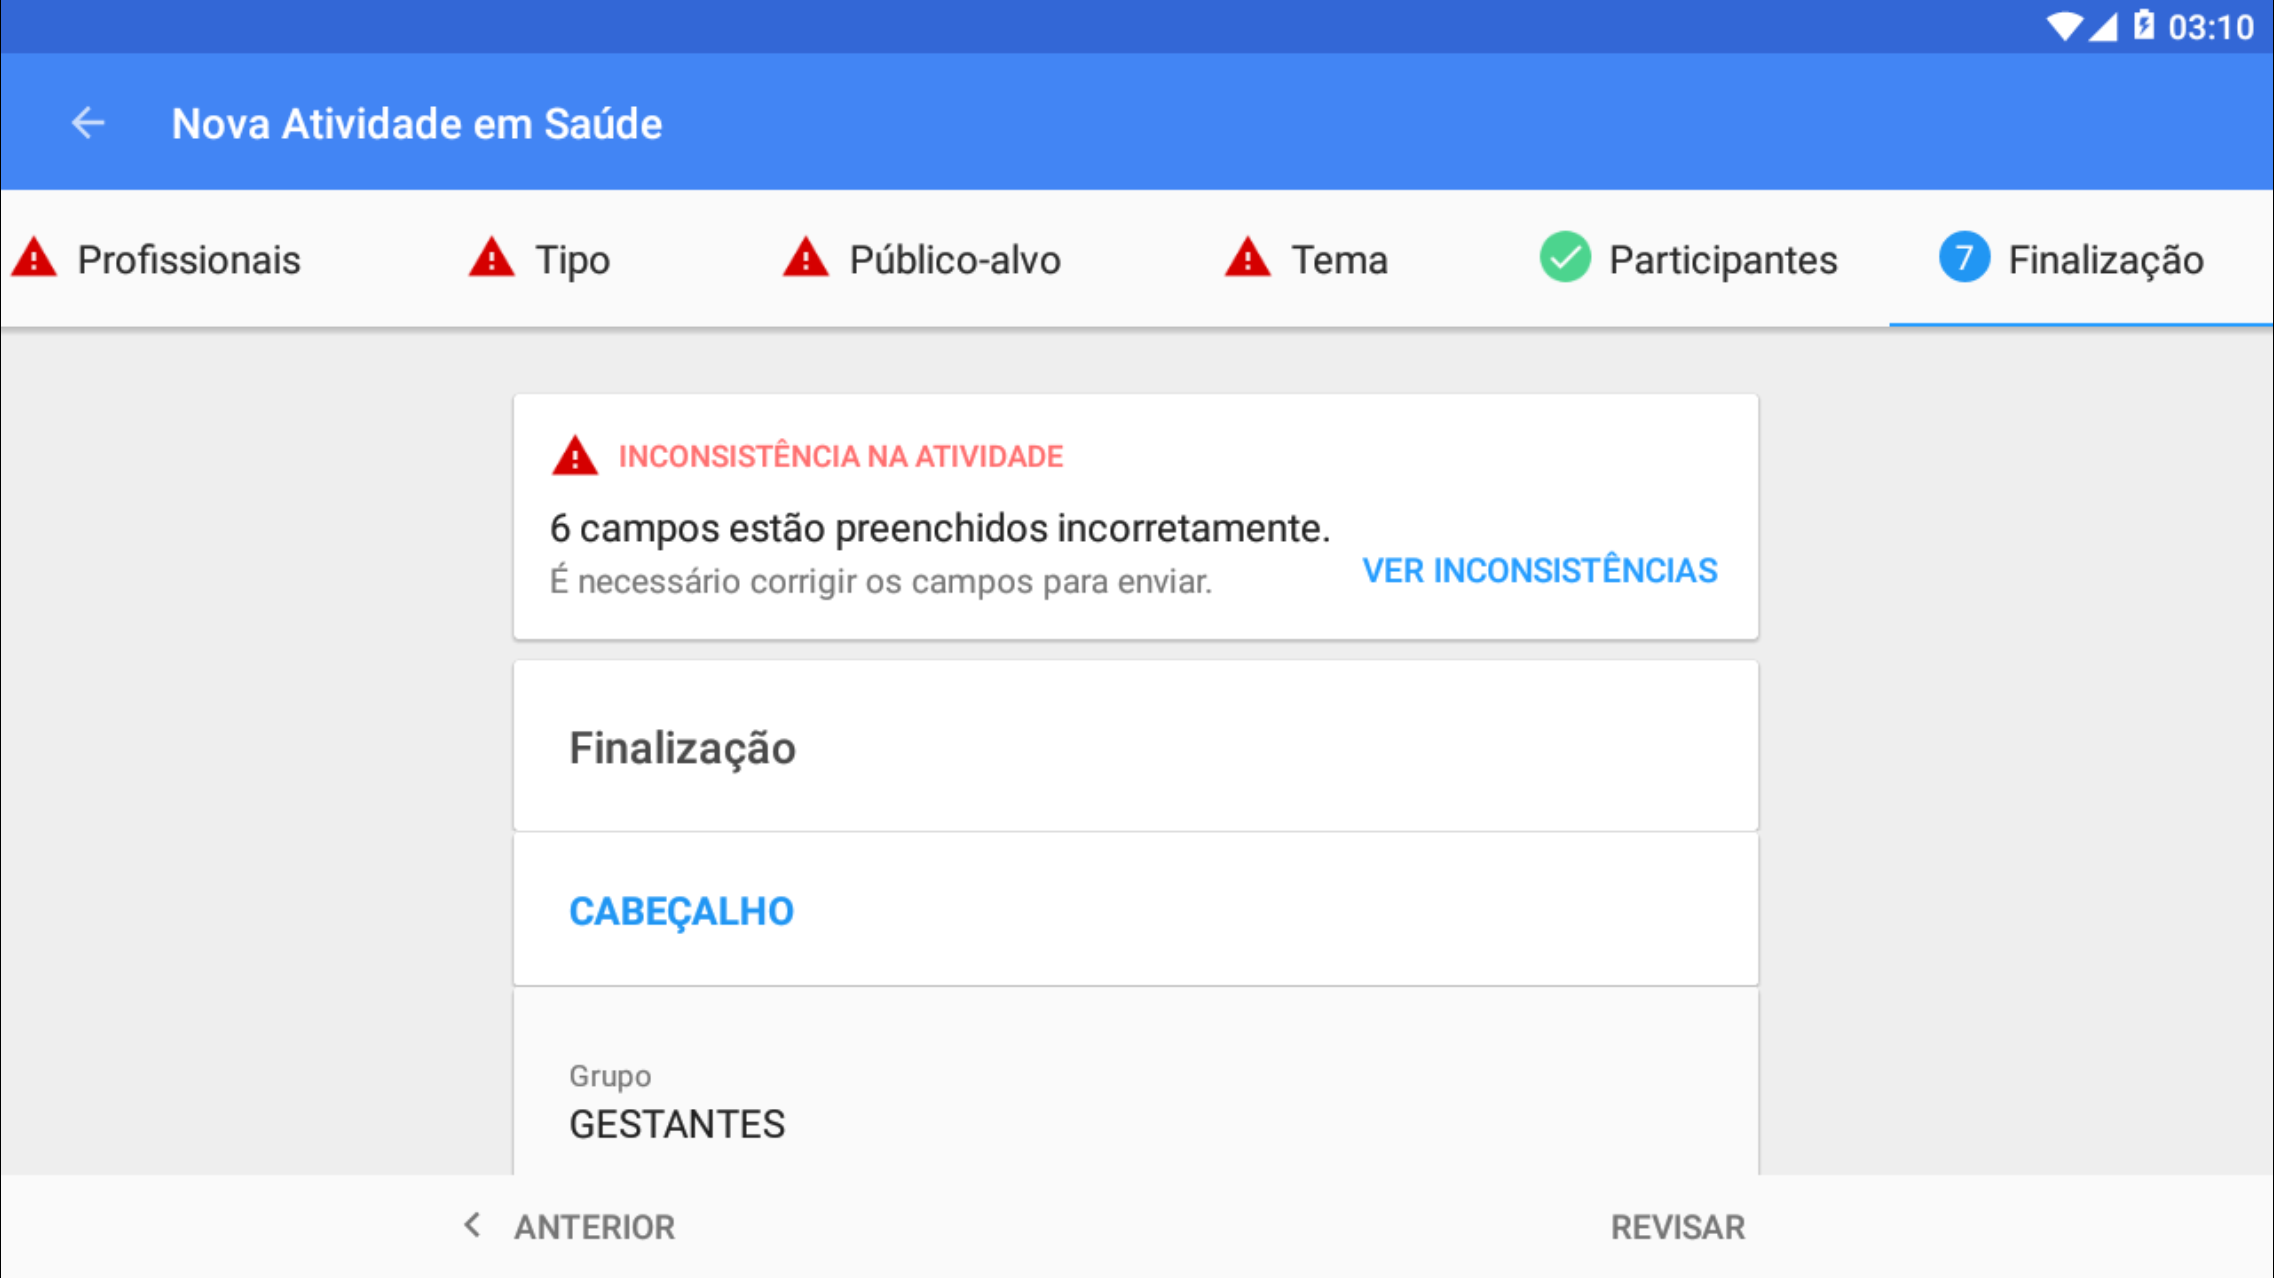 03:10
Nova Atividade em Saúde
Profissionais Tipo Público-alvo Tema Participantes 7 Finalização
INCONSISTÊNCIA NA ATIVIDADE
6 campos estão preenchidos incorretamente.
É necessário corrigir os campos para enviar.
VER INCONSISTÊNCIAS
Finalização
CABEÇALHO
Grupo
GESTANTES
ANTERIOR REVISAR